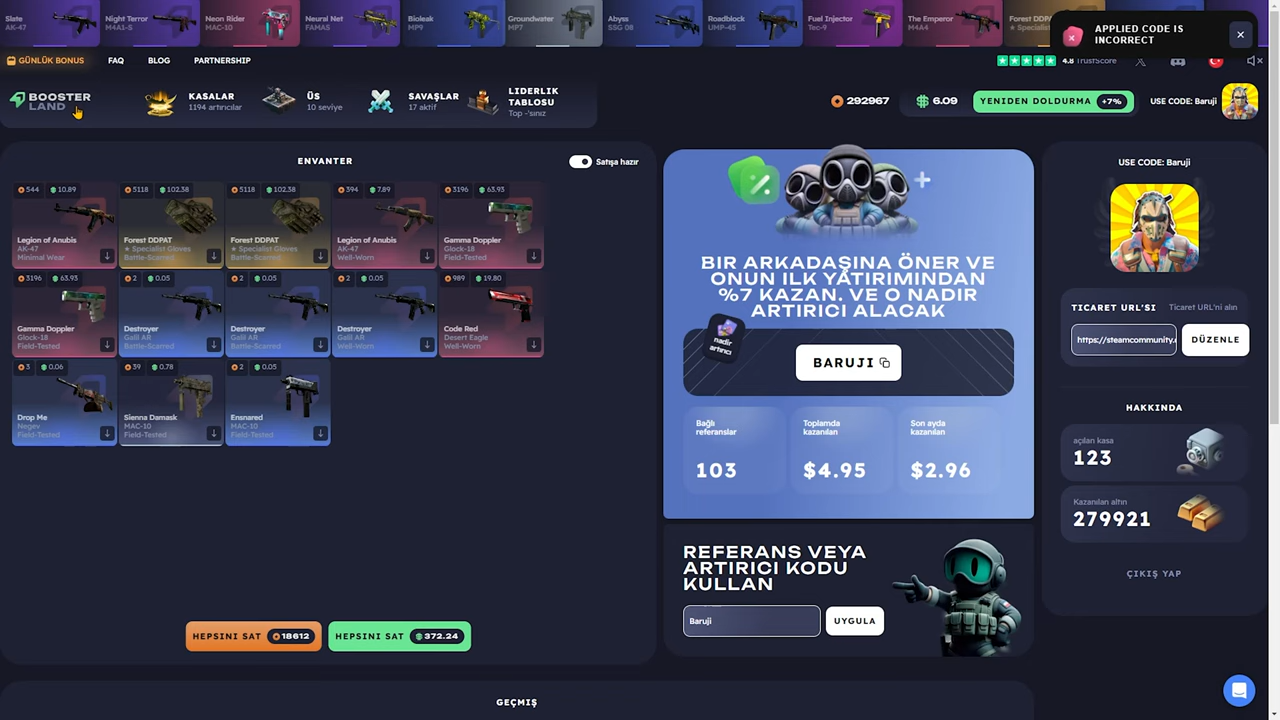 Slate
AK-47
Night Terror
M4A1-S
Neon Rider
MAC-10
Neural Net
FAMAS
Bioleak
MP7
Groundwater
MP7
Abyss
SSG 08
Roadblock
UMP-45
Fuel Injector
Tec-9
The Emperor
M4A4
Forest DD
★ Specialist
APPLIED CODE IS
INCORRECT
GÜNLÜK BONUS
FAQ
BLOG
PARTNERSHIP
4.8 TrustScore
BOOSTER
LAND
KASALAR
1194 artırıcılar
ÜS
10 seviye
SAVAŞLAR
17 aktif
LIDERLIK
TABLOSU
Top -'sınız
292967
6.09
YENIDEN DOLDURMA +7%
USE CODE: Baruji
ENVANTER
Satışa hazır
544 10.89
Legion of Anubis
AK-47
Minimal Wear
5118 102.38
Forest DDPAT
★ Specialist Gloves
Battle-Scarred
5118 102.38
Forest DDPAT
★ Specialist Gloves
Battle-Scarred
394 7.89
Legion of Anubis
AK-47
Well-Worn
3196 63.93
Gamma Doppler
Glock-18
Field-Tested
3196 63.93
Gamma Doppler
Glock-18
Field-Tested
2 0.05
Destroyer
Galil AR
Battle-Scarred
2 0.05
Destroyer
Galil AR
Battle-Scarred
2 0.05
Destroyer
Galil AR
Well-Worn
989 19.80
Code Red
Desert Eagle
Well-Worn
3 0.06
Drop Me
Negev
Field-Tested
39 0.78
Sienna Damask
MAC-10
Field-Tested
2 0.05
Ensnared
MAC-10
Field-Tested
HEPSINI SAT 18612
HEPSINI SAT 372.24
BIR ARKADAŞINA ÖNER VE
ONUN ILK YATIRIMINDAN
%7 KAZAN. VE O NADIR
ARTIRICI ALACAK
nadir
artırıcı
BARUJI
Bağlı
referanslar
103
Toplamda
kazanılan
$4.95
Son ayda
kazanılan
$2.96
REFERANS VEYA
ARTIRICI KODU
KULLAN
Baruji
UYGULA
USE CODE: Baruji
TICARET URL'SI
Ticaret URL'ni alın
https://steamcommunity.c
DÜZENLE
HAKKINDA
açılan kasa
123
Kazanılan altın
279921
ÇIKIŞ YAP
GEÇMIŞ